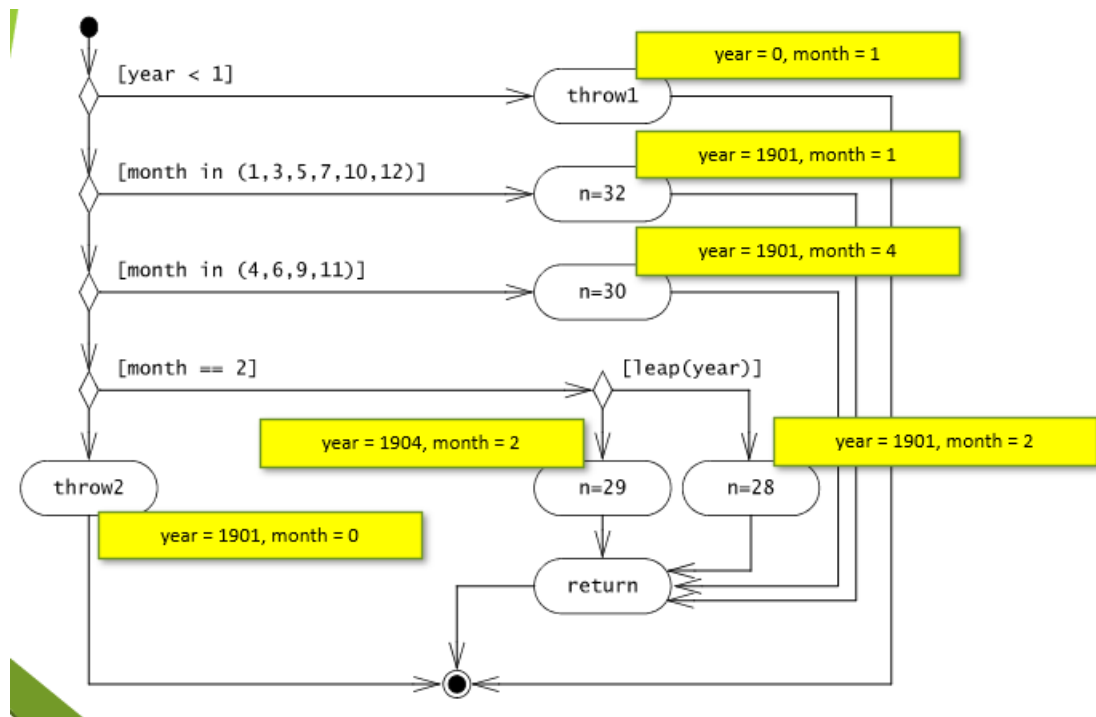 year = 0, month = 1
[year < 1]
throw1
year = 1901, month = 1
[month in (1,3,5,7,10,12)]
n=32
year = 1901, month = 4
[month in (4,6,9,11)]
n=30
[month == 2]
[leap(year)]
year = 1904, month = 2
year = 1901, month = 2
throw2
n=29
n=28
year = 1901, month = 0
return